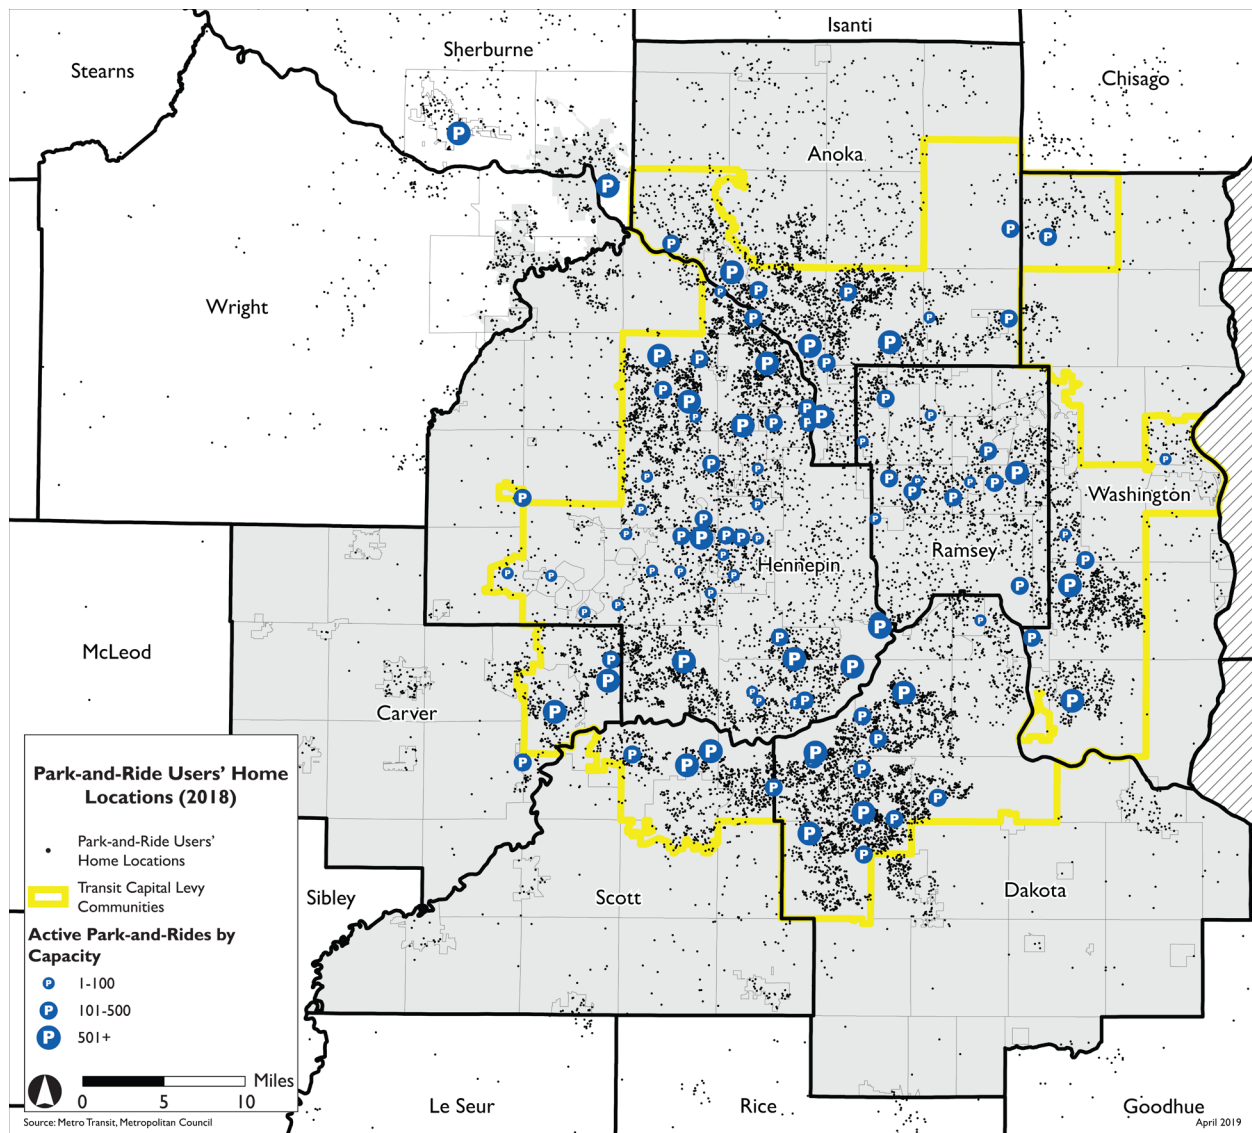 Isanti
Sherburne
Stearns
Chisago
Anoka
Wright
Washington
Ramsey
Hennepin
McLeod
Carver
Park-and-Ride Users' Home
Locations (2018)
Park-and-Ride Users'
Home Locations
Transit Capital Levy
Communities
Active Park-and-Rides by
Capacity
P 1-100
P 101-500
P 501+
Miles
0 5 10
Sibley
Scott
Dakota
Le Seur
Rice
Goodhue
Source: Metro Transit, Metropolitan Council
April 2019